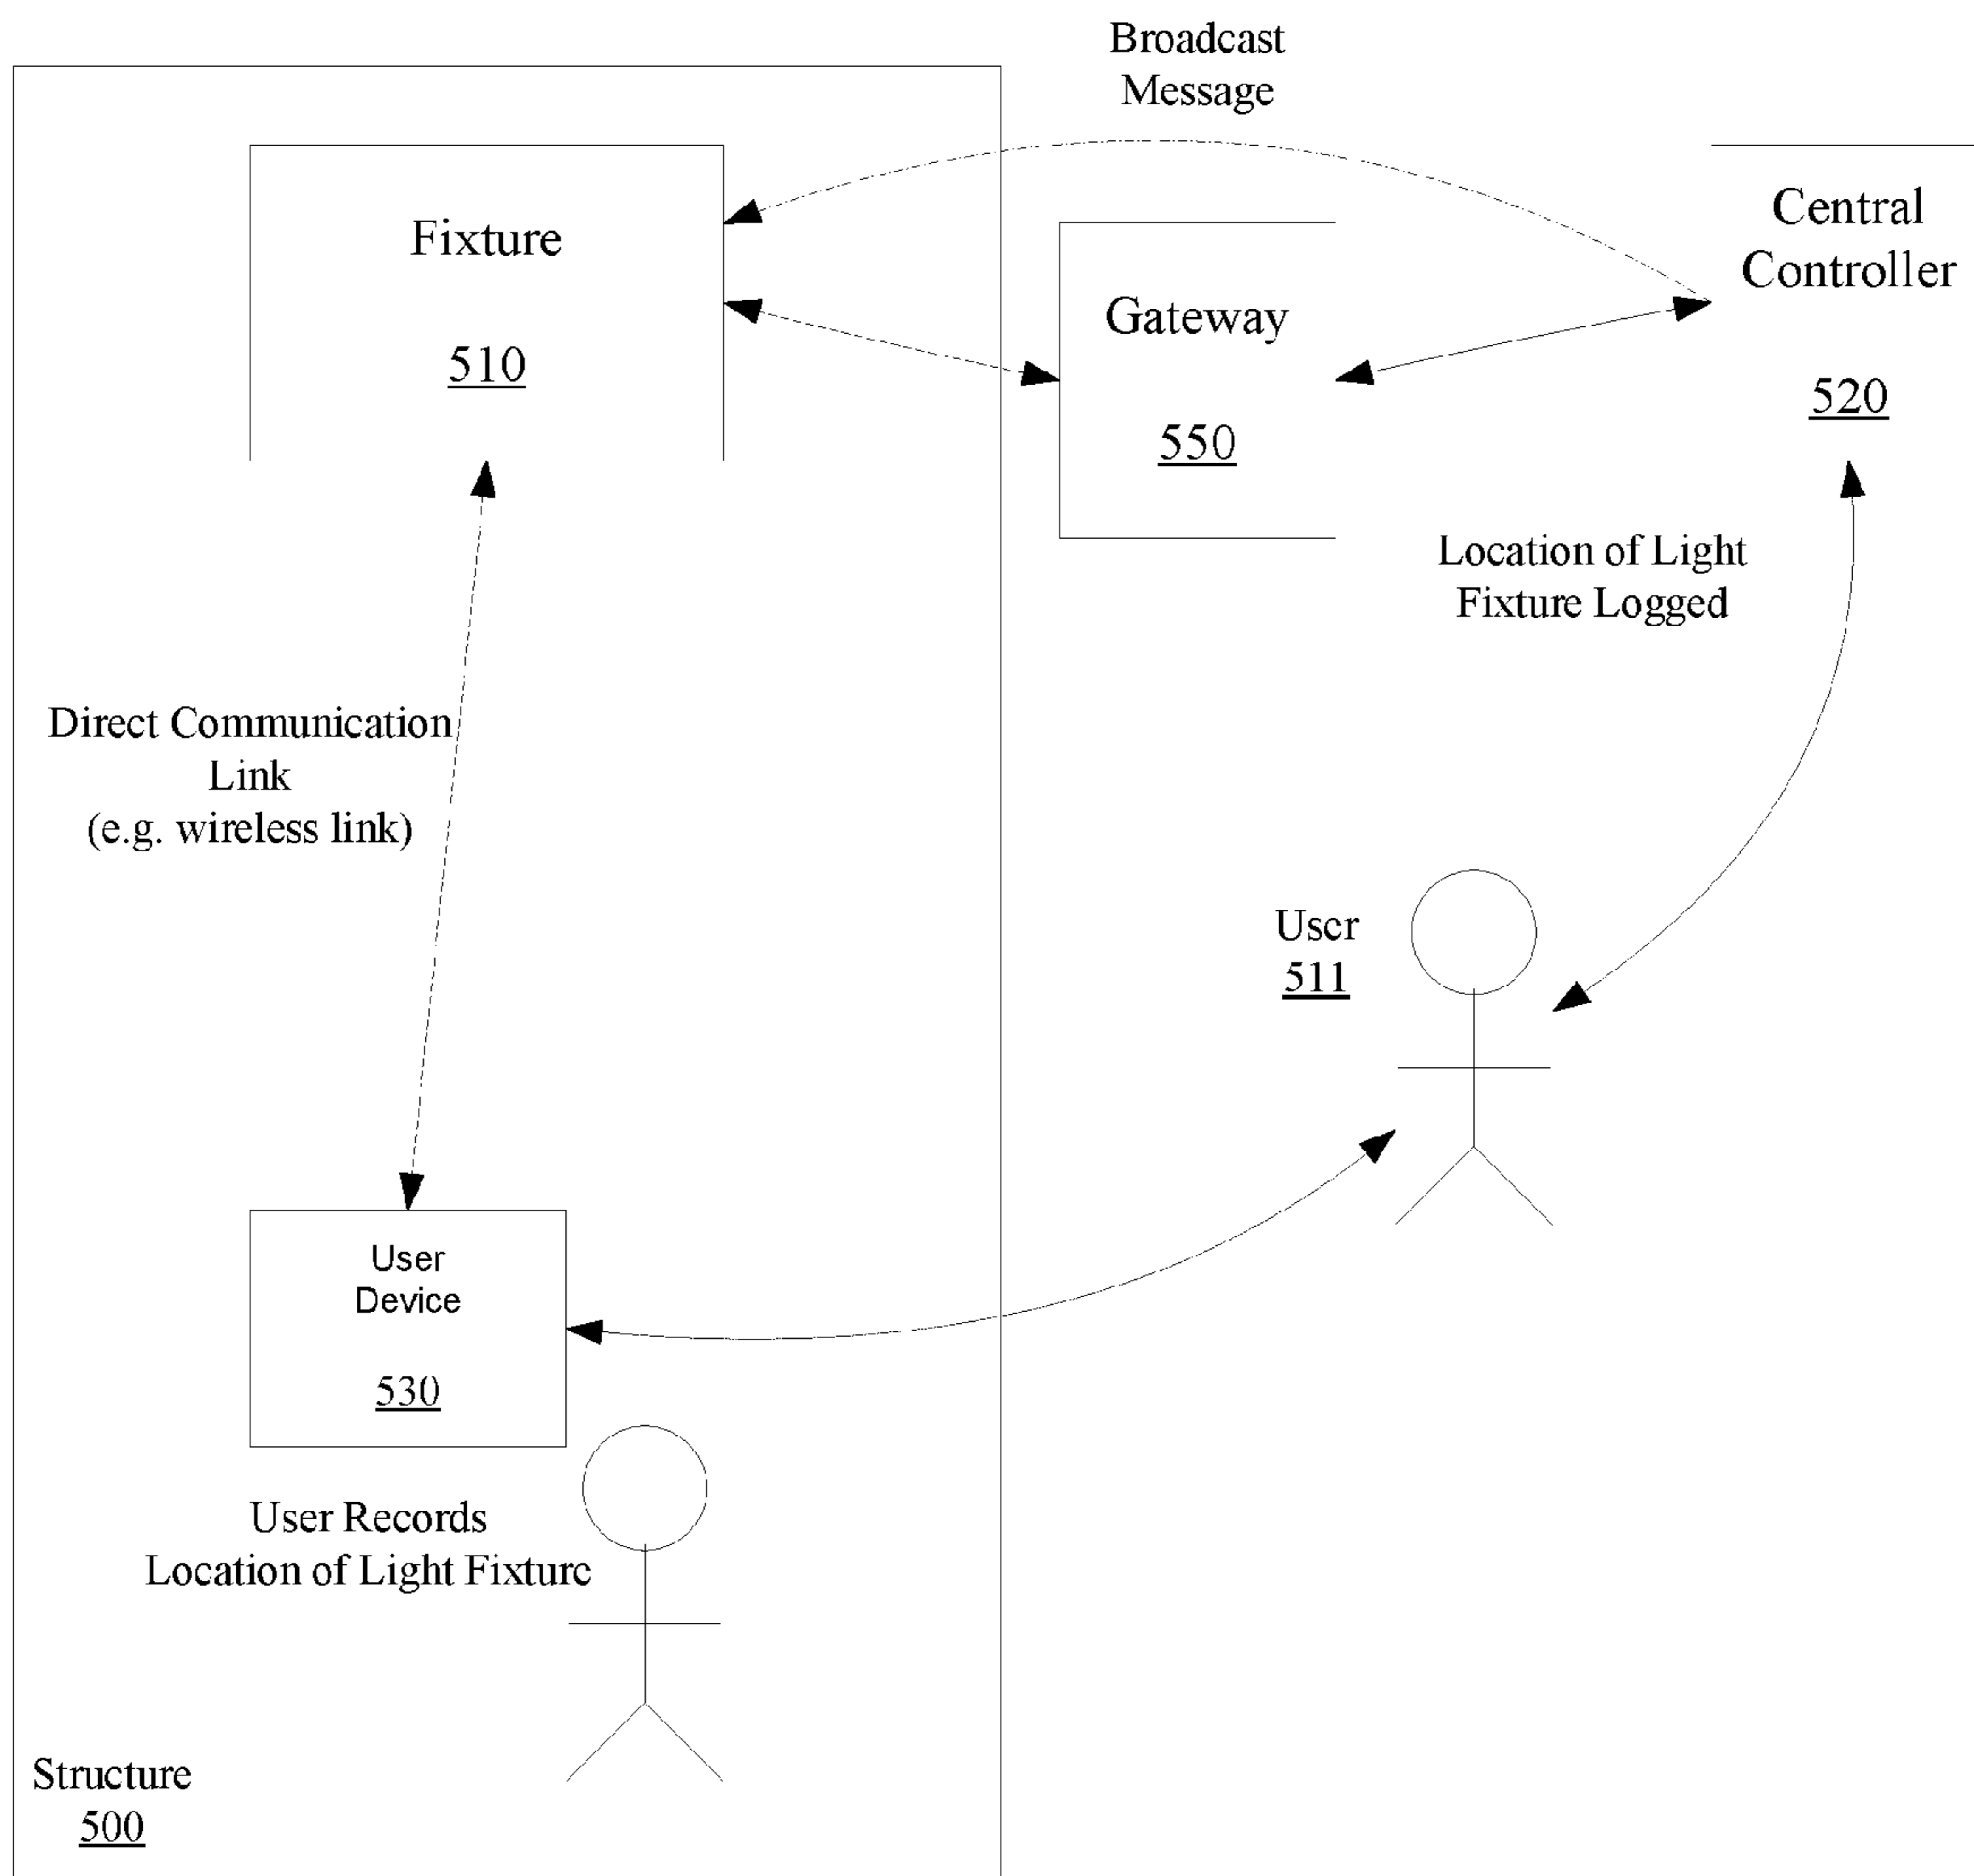 Broadcast
Message
Fixture
510
Gateway
550
Central
Controller
520
Location of Light
Fixture Logged
Direct Communication
Link
(e.g. wireless link)
User
511
User
Device
530
User Records
Location of Light Fixture
Structure
500